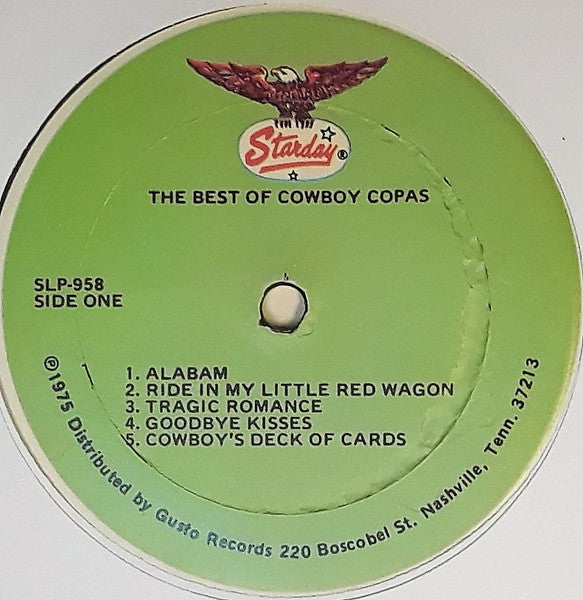 Starday®
THE BEST OF COWBOY COPAS
SLP-958
SIDE ONE
1. ALABAM
2. RIDE IN MY LITTLE RED WAGON
3. TRAGIC ROMANCE
4. GOODBYE KISSES
5. COWBOY'S DECK OF CARDS
℗1975 Distributed by Gusto Records 220 Boscobel St. Nashville, Tenn. 37213